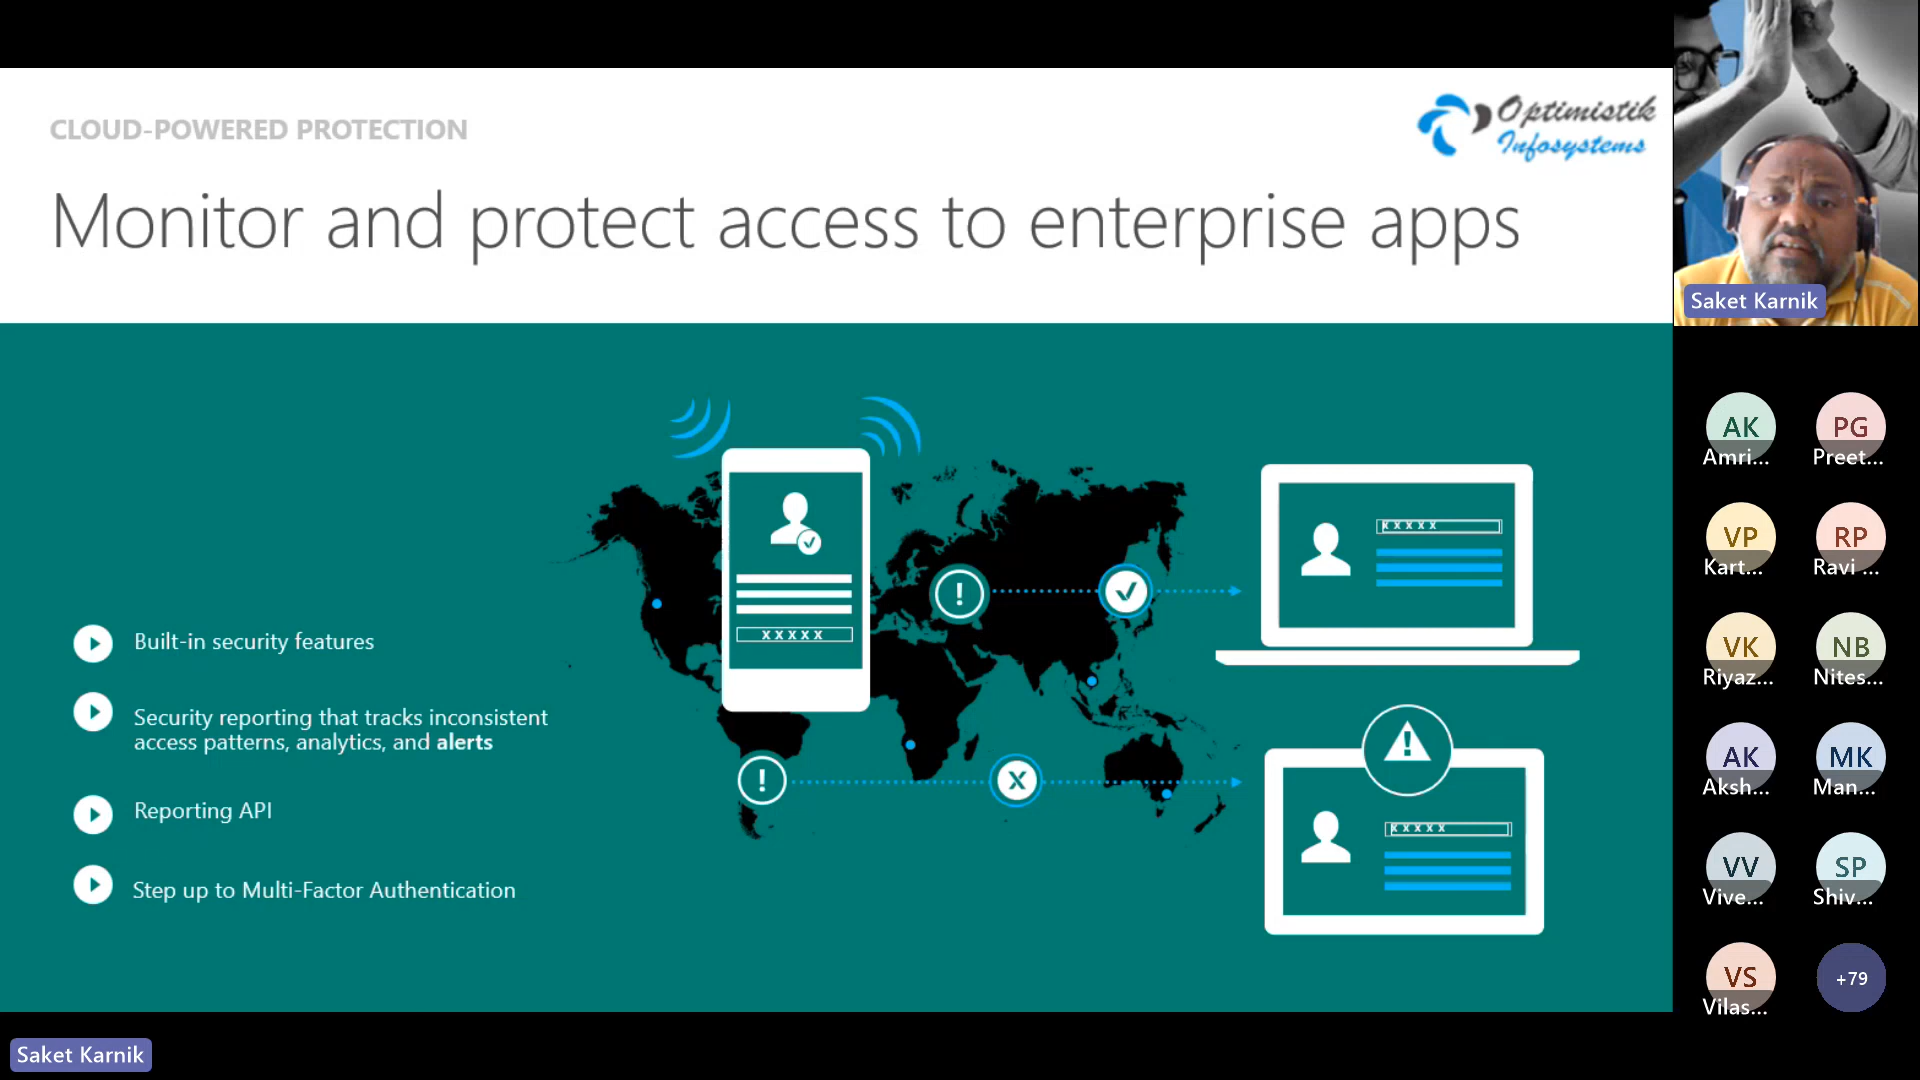 CLOUD-POWERED PROTECTION
Optimistik
Infosystems
Monitor and protect access to enterprise apps
Built-in security features
Security reporting that tracks inconsistent
access patterns, analytics, and alerts
Reporting API
Step up to Multi-Factor Authentication
X X X X X
X X X X X
X X X X X
!
!
X
!
Saket Karnik
AK
Amri...
PG
Preet...
VP
Kart...
RP
Ravi ...
VK
Riyaz...
NB
Nites...
AK
Aksh...
MK
Man...
VV
Vive...
SP
Shiv...
VS
Vilas...
+79
Saket Karnik